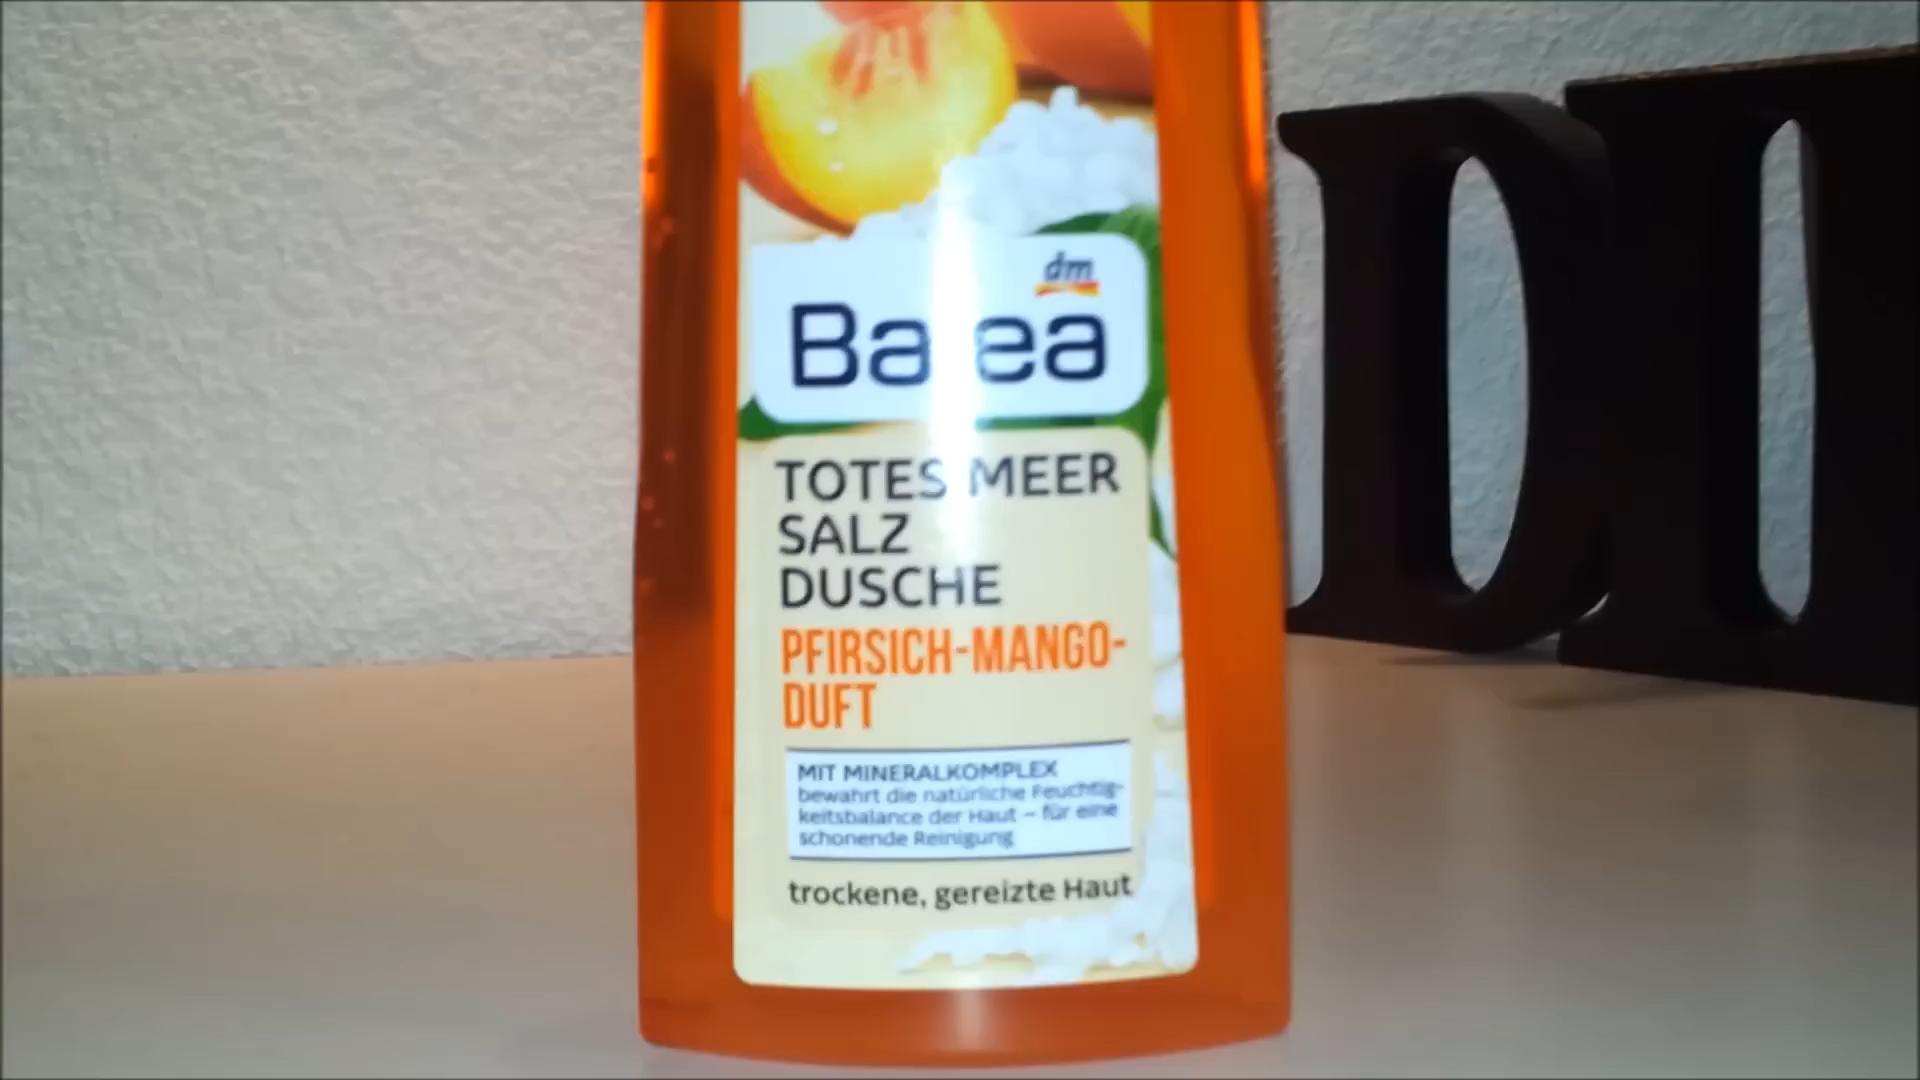 dm
Balea
TOTES MEER
SALZ
DUSCHE
PFIRSICH-MANGO-
DUFT
MIT MINERALKOMPLEX
bewahrt die natürliche Feuchtig-
keitsbalance der Haut – für eine
schonende Reinigung
trockene, gereizte Haut